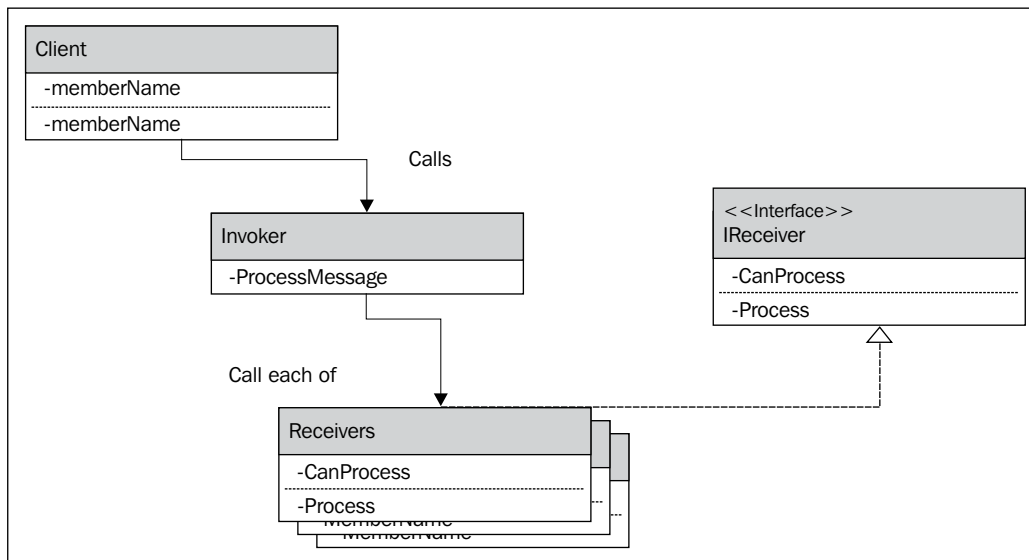 Client
-memberName
-memberName
Calls
Invoker
-ProcessMessage
<<Interface>>
IReceiver
-CanProcess
-Process
Call each of
Receivers
-CanProcess
-Process
MemberName
MemberName